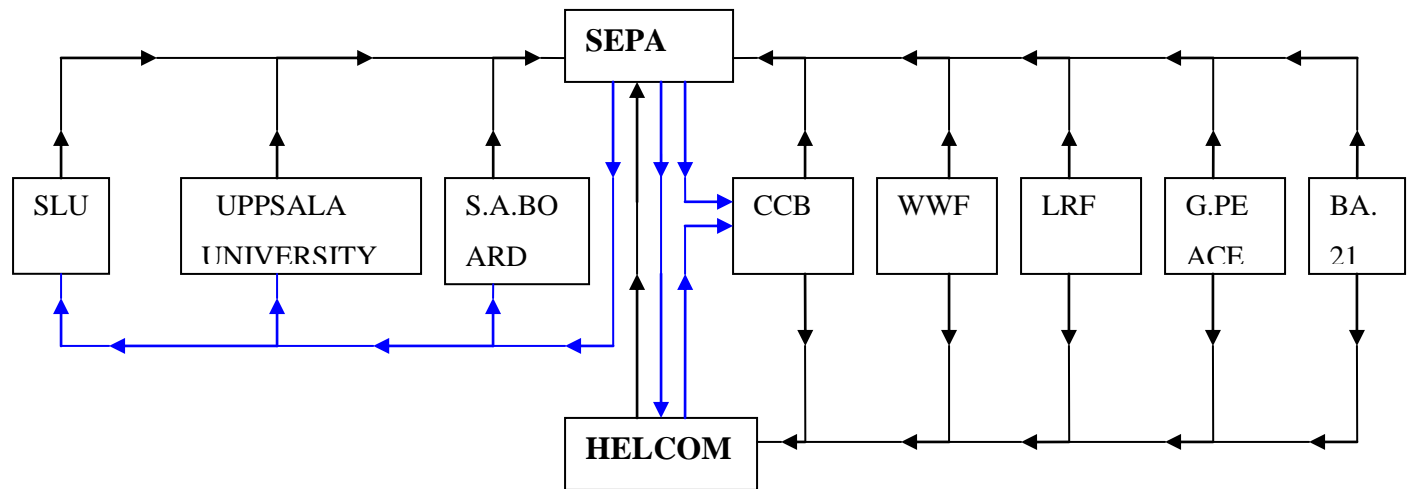 SEPA
SLU
UPPSALA
UNIVERSITY
S.A.BO
ARD
CCB
WWF
LRF
G.PE
ACE
BA.
21
HELCOM